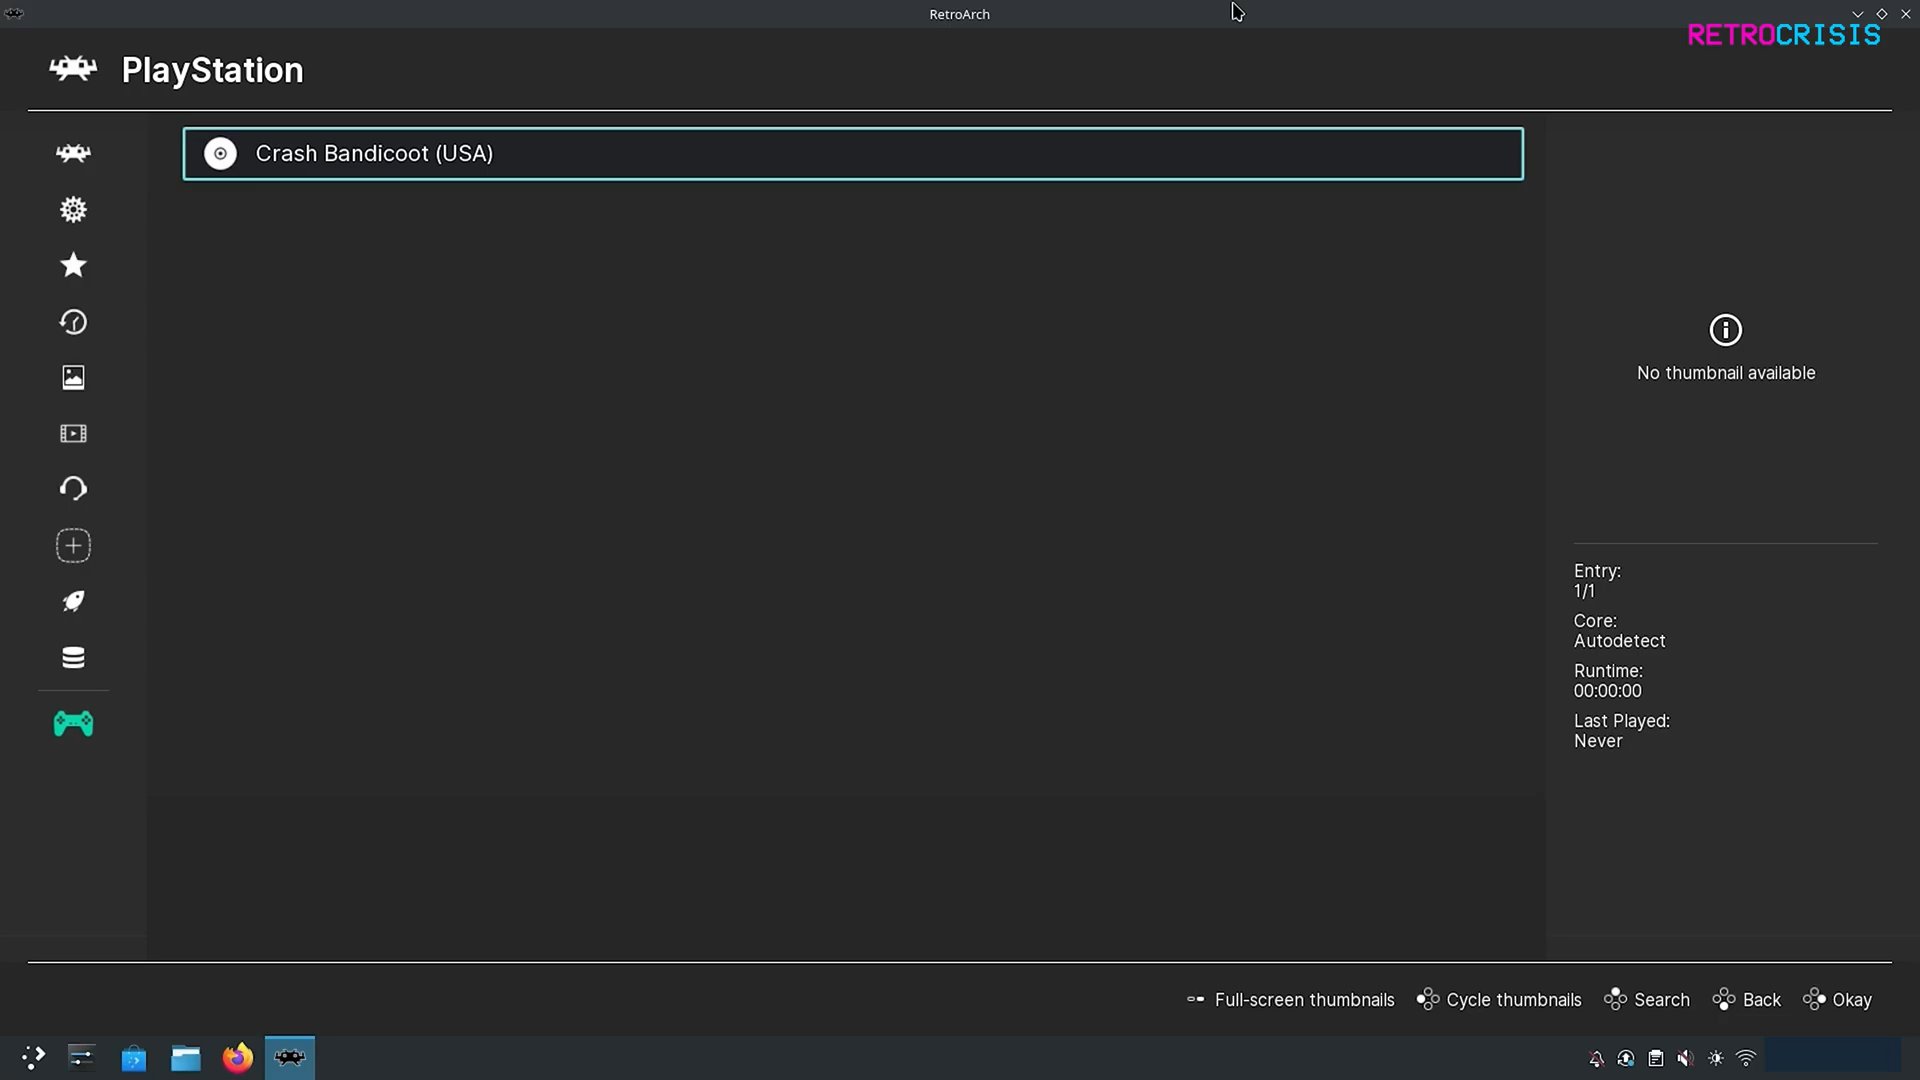 RetroArch
RETROCRISIS
PlayStation
Crash Bandicoot (USA)
No thumbnail available
Entry:
1/1
Core:
Autodetect
Runtime:
00:00:00
Last Played:
Never
Full-screen thumbnails Cycle thumbnails Search Back Okay